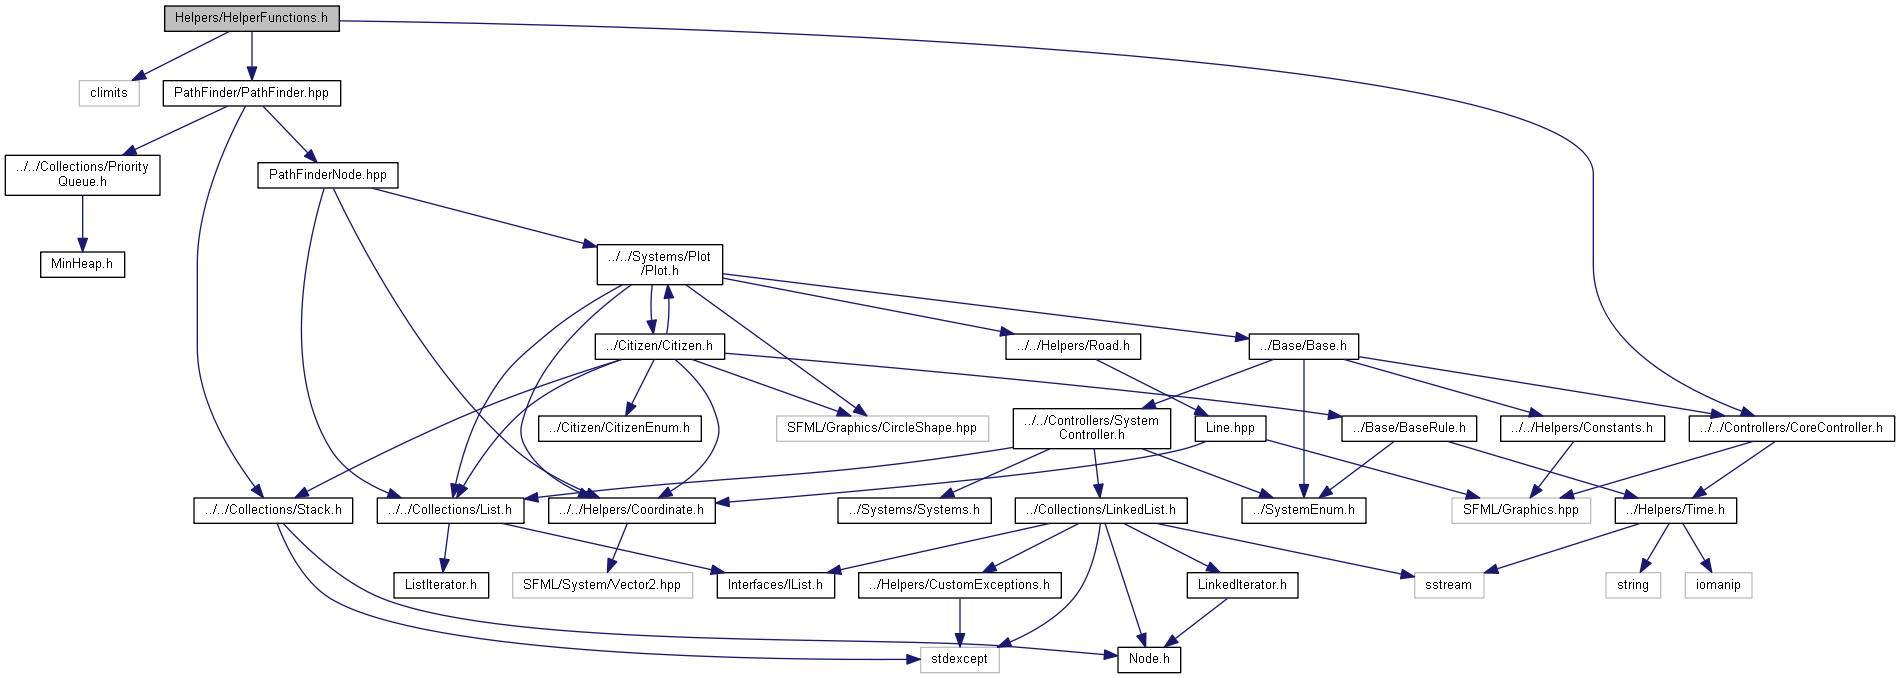 Helpers/HelperFunctions.h
climits
PathFinder/PathFinder.hpp
../../Collections/Priority
Queue.h
PathFinderNode.hpp
MinHeap.h
../../Systems/Plot
/Plot.h
../Citizen/Citizen.h
../../Helpers/Road.h
../Base/Base.h
../Citizen/CitizenEnum.h
SFML/Graphics/CircleShape.hpp
../../Controllers/System
Controller.h
Line.hpp
../Base/BaseRule.h
../../Helpers/Constants.h
../../Controllers/CoreController.h
../../Collections/Stack.h
../../Collections/List.h
../../Helpers/Coordinate.h
../Systems/Systems.h
../Collections/LinkedList.h
../SystemEnum.h
SFML/Graphics.hpp
../Helpers/Time.h
ListIterator.h
SFML/System/Vector2.hpp
Interfaces/IList.h
../Helpers/CustomExceptions.h
LinkedIterator.h
sstream
string
iomanip
stdexcept
Node.h